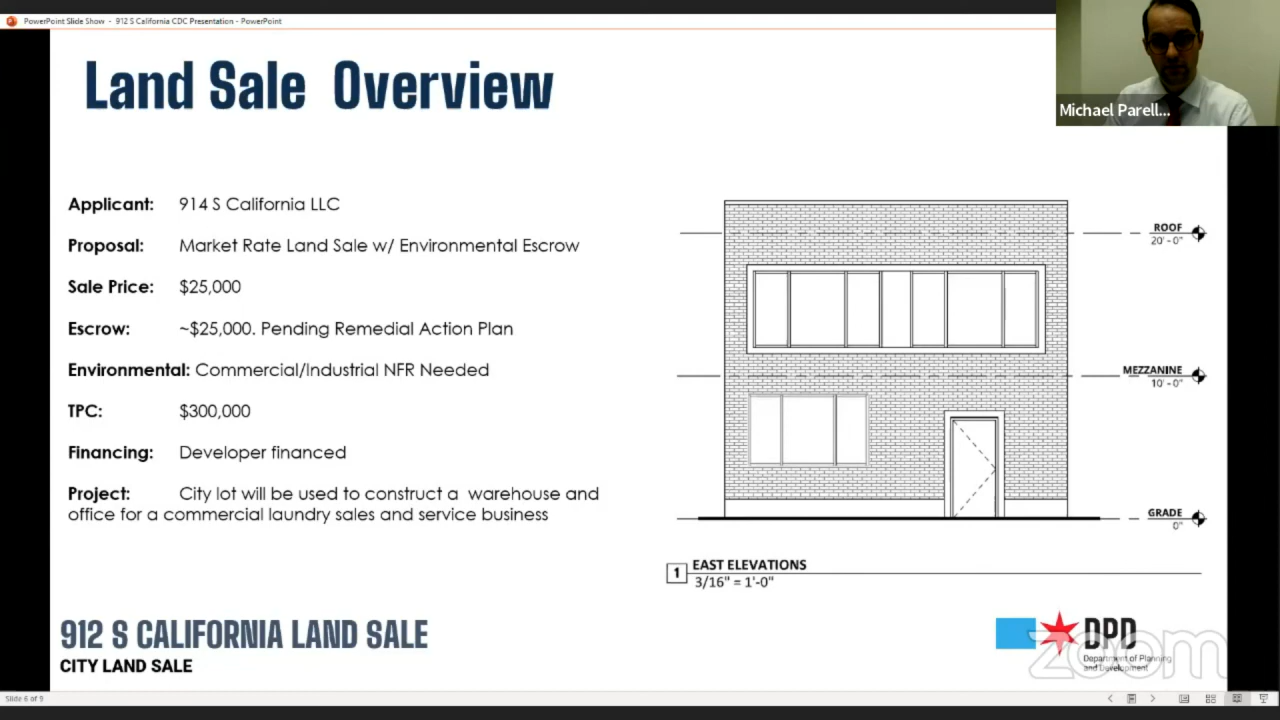 PowerPoint Slide Show - 912 S California CDC Presentation - PowerPoint
Michael Parell...
Land Sale Overview
Applicant: 914 S California LLC
Proposal: Market Rate Land Sale w/ Environmental Escrow
Sale Price: $25,000
Escrow: ~$25,000. Pending Remedial Action Plan
Environmental: Commercial/Industrial NFR Needed
TPC: $300,000
Financing: Developer financed
Project: City lot will be used to construct a warehouse and
office for a commercial laundry sales and service business
ROOF
20' - 0"
MEZZANINE
10' - 0"
GRADE
0"
1 EAST ELEVATIONS
3/16" = 1'-0"
912 S CALIFORNIA LAND SALE
CITY LAND SALE
DPD
Department of Planning
and Development
zoom
Slide 6 of 9